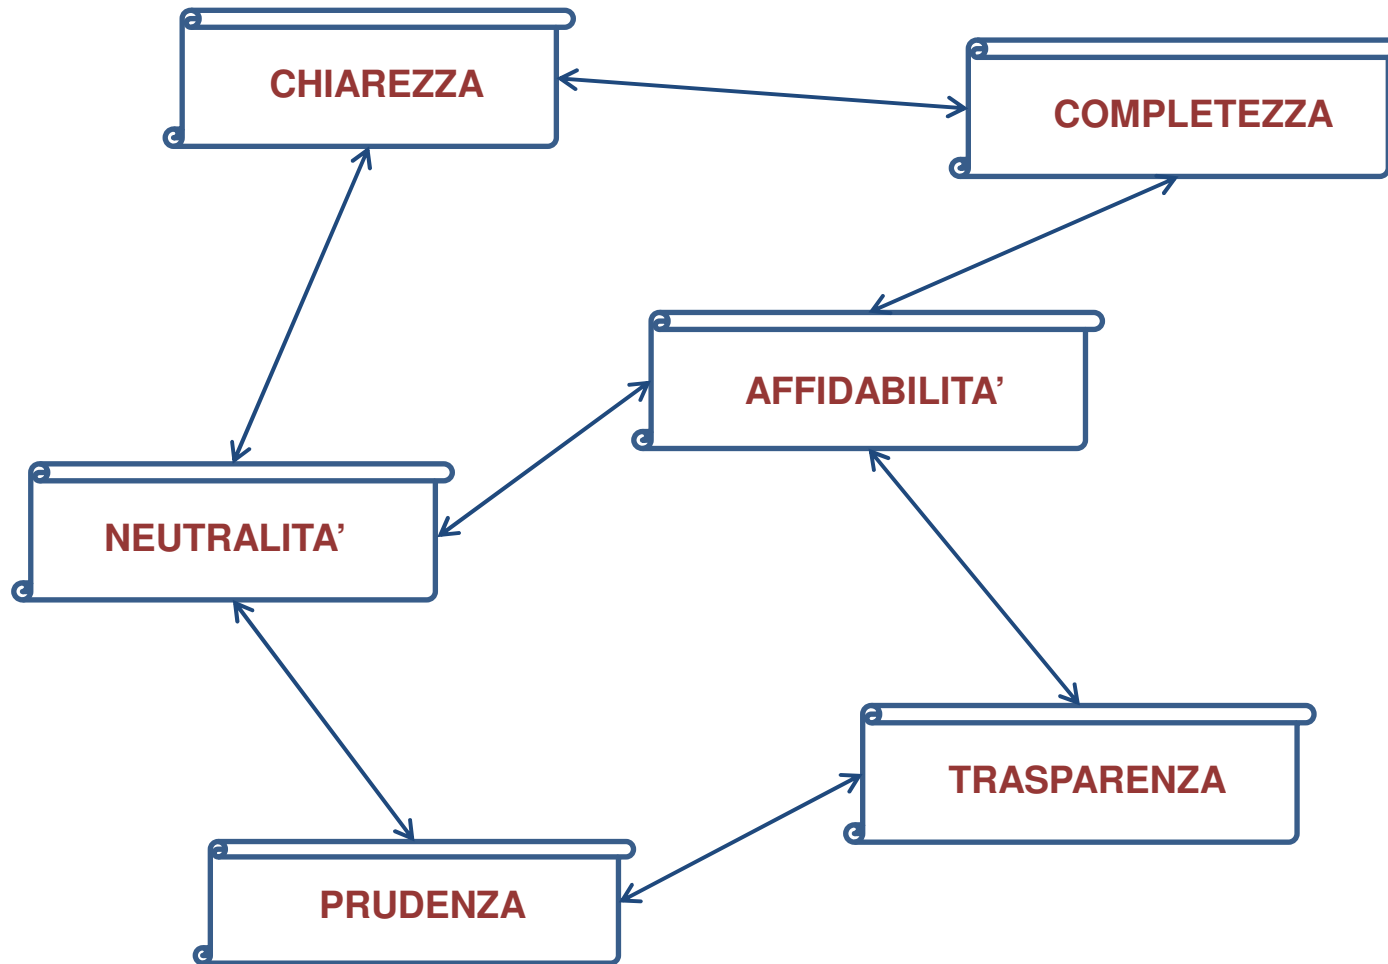 CHIAREZZA
COMPLETEZZA
AFFIDABILITA’
NEUTRALITA’
TRASPARENZA
PRUDENZA